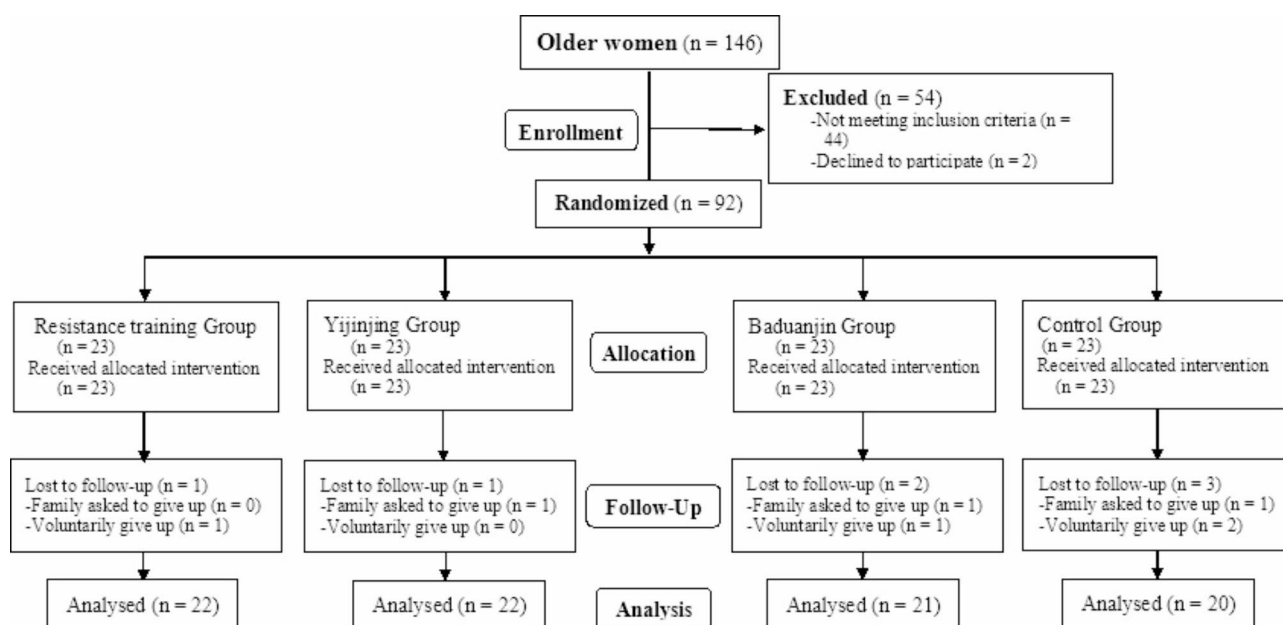 Older women (n = 146)
Excluded (n = 54)
-Not meeting inclusion criteria (n =
44)
-Declined to participate (n = 2)
Enrollment
Randomized (n = 92)
Resistance training Group
(n = 23)
Received allocated intervention
(n = 23)
Yijinjing Group
(n = 23)
Received allocated intervention
(n = 23)
Allocation
Baduanjin Group
(n = 23)
Received allocated intervention
(n = 23)
Control Group
(n = 23)
Received allocated intervention
(n = 23)
Lost to follow-up (n = 1)
-Family asked to give up (n = 0)
-Voluntarily give up (n = 1)
Lost to follow-up (n = 1)
-Family asked to give up (n = 1)
-Voluntarily give up (n = 0)
Follow-Up
Lost to follow-up (n = 2)
-Family asked to give up (n = 1)
-Voluntarily give up (n = 1)
Lost to follow-up (n = 3)
-Family asked to give up (n = 1)
-Voluntarily give up (n = 2)
Analysed (n = 22)
Analysed (n = 22)
Analysis
Analysed (n = 21)
Analysed (n = 20)